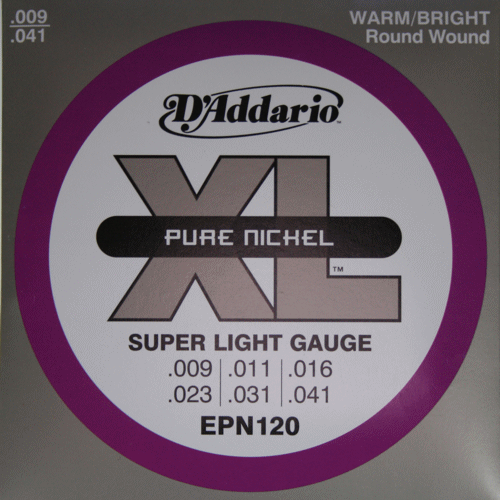 .009
.041
WARM/BRIGHT
Round Wound
D'Addario
XL
PURE NICKEL
™
SUPER LIGHT GAUGE
.009 .011 .016
.023 .031 .041
EPN120